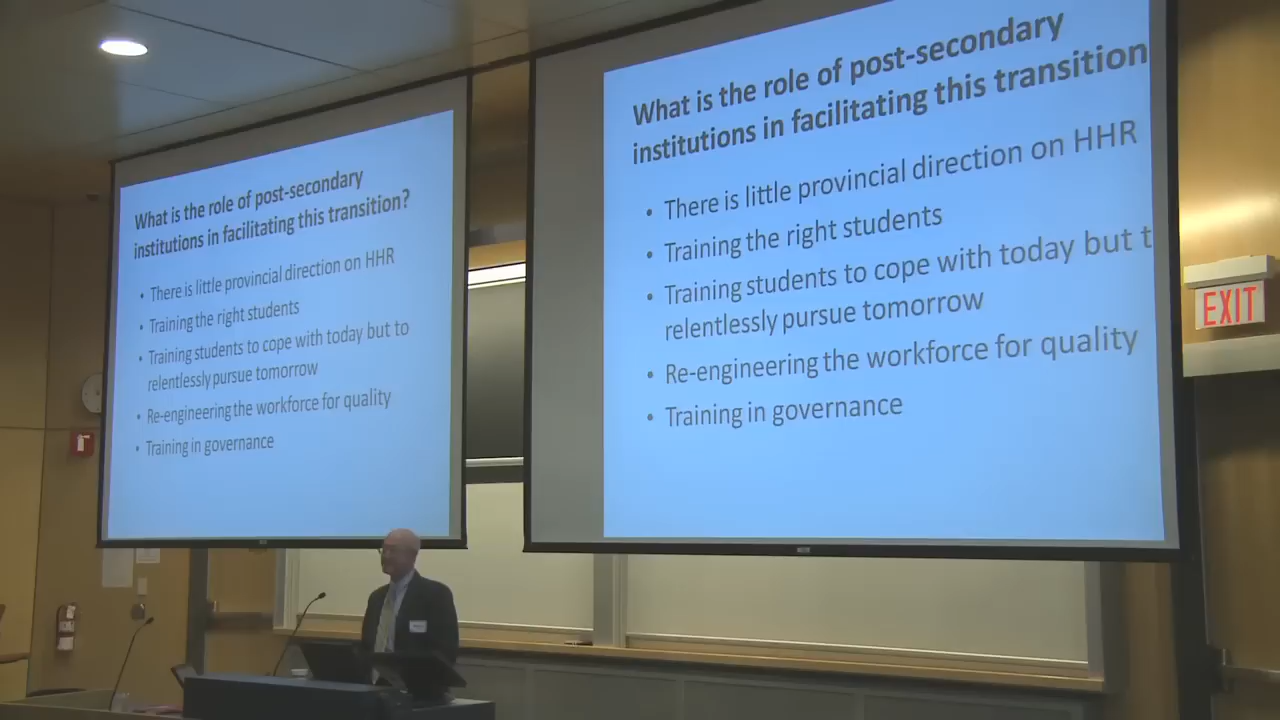 What is the role of post-secondary
institutions in facilitating this transition?
• There is little provincial direction on HHR
• Training the right students
• Training students to cope with today but to
relentlessly pursue tomorrow
• Re-engineering the workforce for quality
• Training in governance
What is the role of post-secondary
institutions in facilitating this transition
• There is little provincial direction on HHR
• Training the right students
• Training students to cope with today but t
relentlessly pursue tomorrow
• Re-engineering the workforce for quality
• Training in governance
EXIT